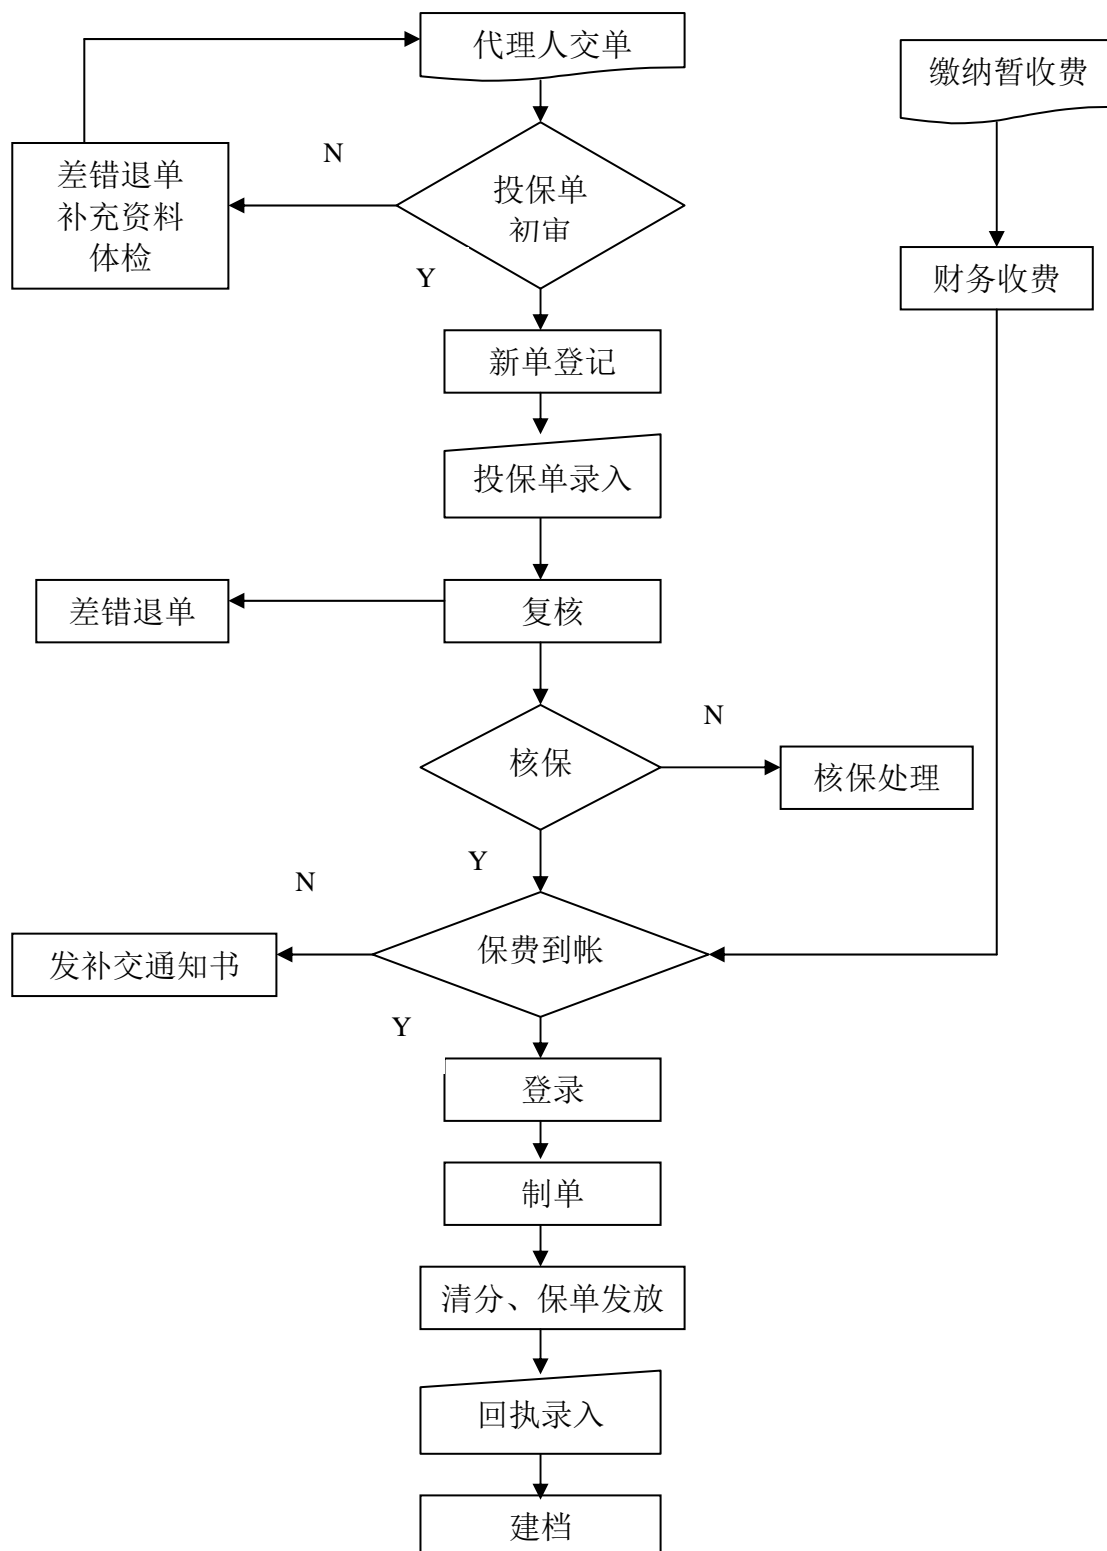 代理人交单
缴纳暂收费
N
差错退单
补充资料
体检
投保单
初审
Y
财务收费
新单登记
投保单录入
差错退单
复核
N
核保
核保处理
Y
N
保费到帐
发补交通知书
Y
登录
制单
清分、保单发放
回执录入
建档